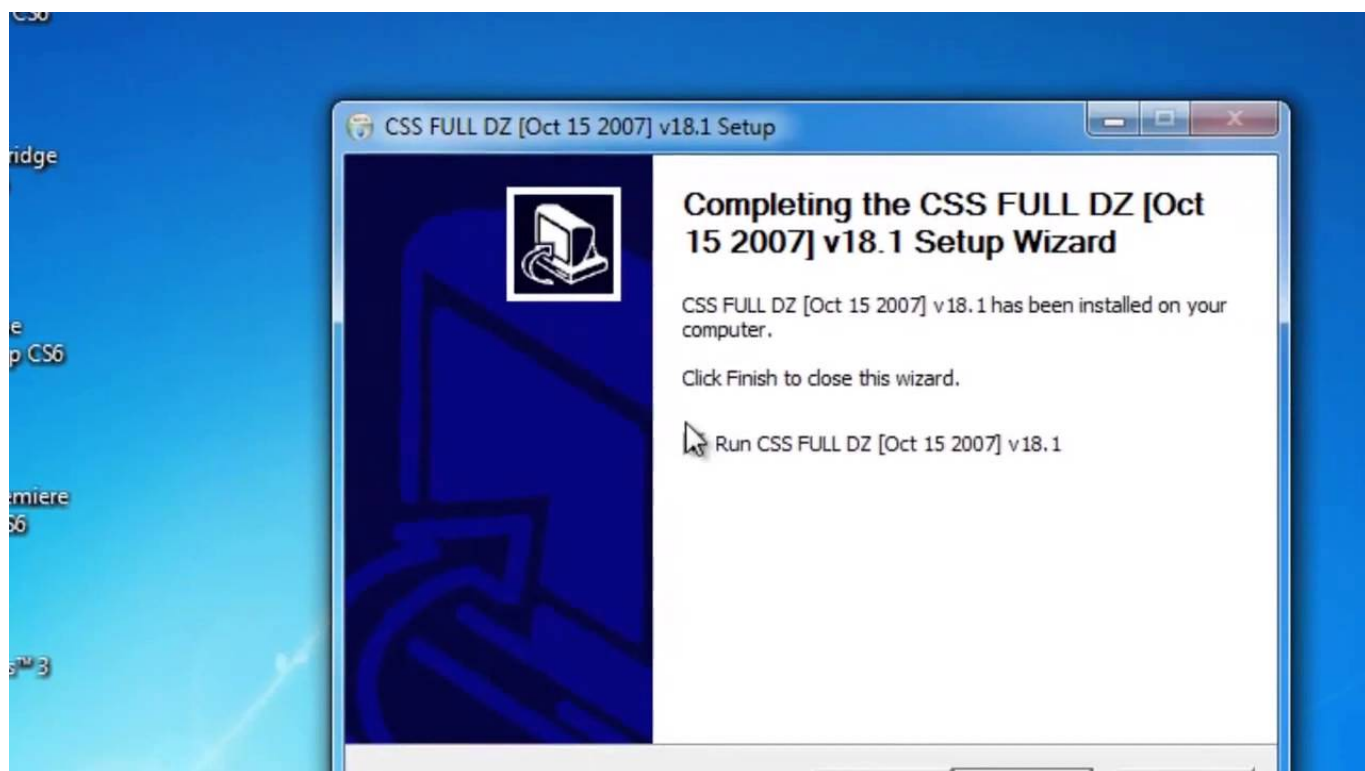 CS6
ridge
e
p CS6
emiere
S6
s™ 3
CSS FULL DZ [Oct 15 2007] v18.1 Setup
Completing the CSS FULL DZ [Oct
15 2007] v18.1 Setup Wizard
CSS FULL DZ [Oct 15 2007] v18.1 has been installed on your
computer.
Click Finish to close this wizard.
Run CSS FULL DZ [Oct 15 2007] v18.1